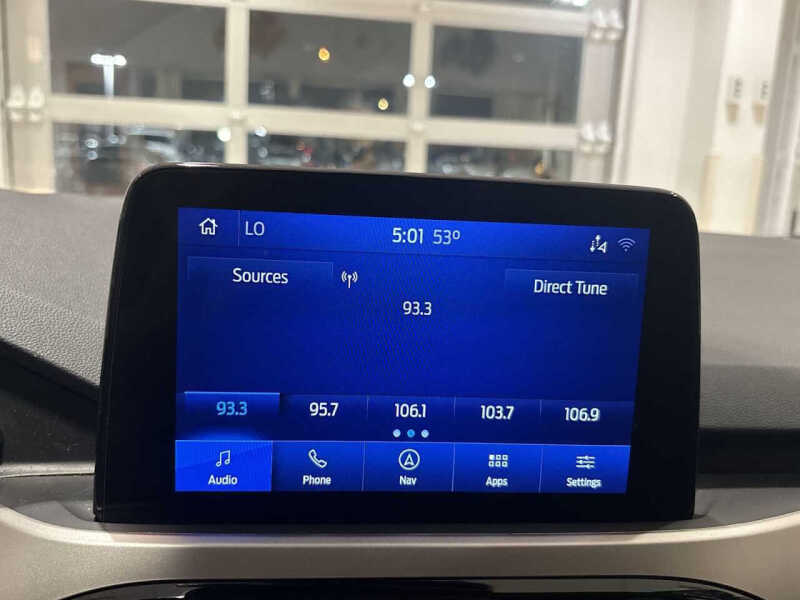 LO 5:01 53°
Sources Direct Tune
93.3
93.3 95.7 106.1 103.7 106.9
Audio Phone Nav Apps Settings